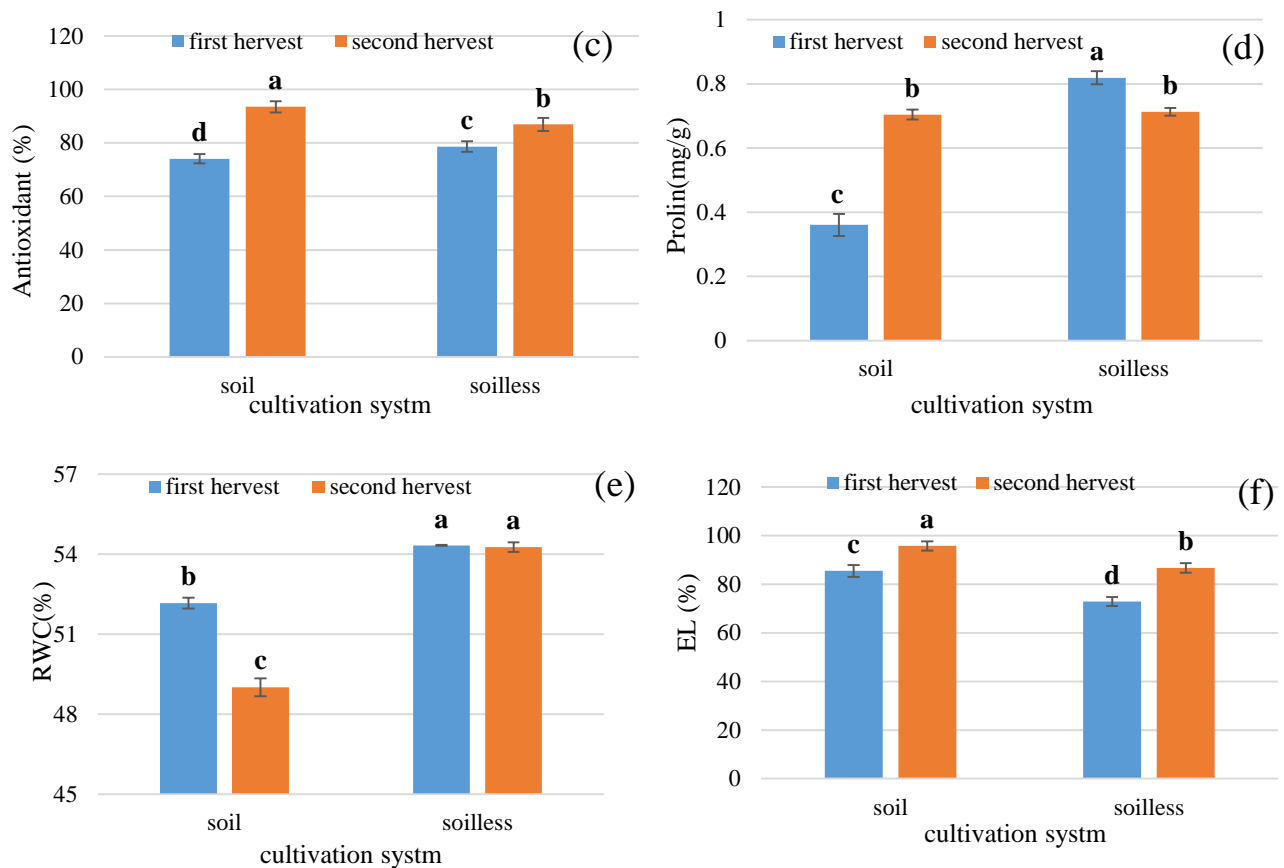 (c)
first hervest second hervest
120
100
80
60
40
20
0
Antioxidant (%)
d
a
c
b
soil soilless
cultivation systm
(d)
first hervest second hervest
1
0.8
0.6
0.4
0.2
0
Prolin(mg/g)
c
b
a
b
soil soilless
cultivation systm
(e)
first hervest second hervest
57
54
51
48
45
RWC(%)
b
c
a
a
soil soilless
cultivation systm
(f)
first hervest second hervest
120
100
80
60
40
20
0
EL (%)
c
a
d
b
soil soilless
cultivation systm